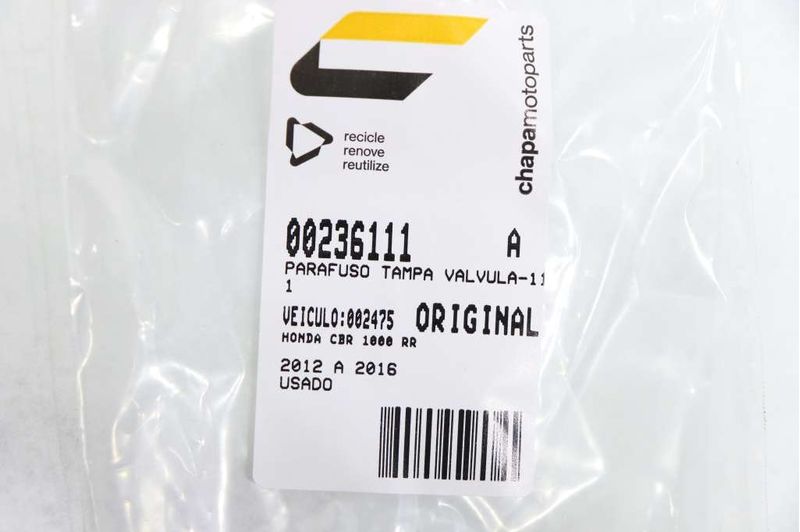 chapamotoparts
recicle
renove
reutilize
00236111 A
PARAFUSO TAMPA VALVULA-11
1
VEICULO:002475 ORIGINAL
HONDA CBR 1000 RR
2012 A 2016
USADO